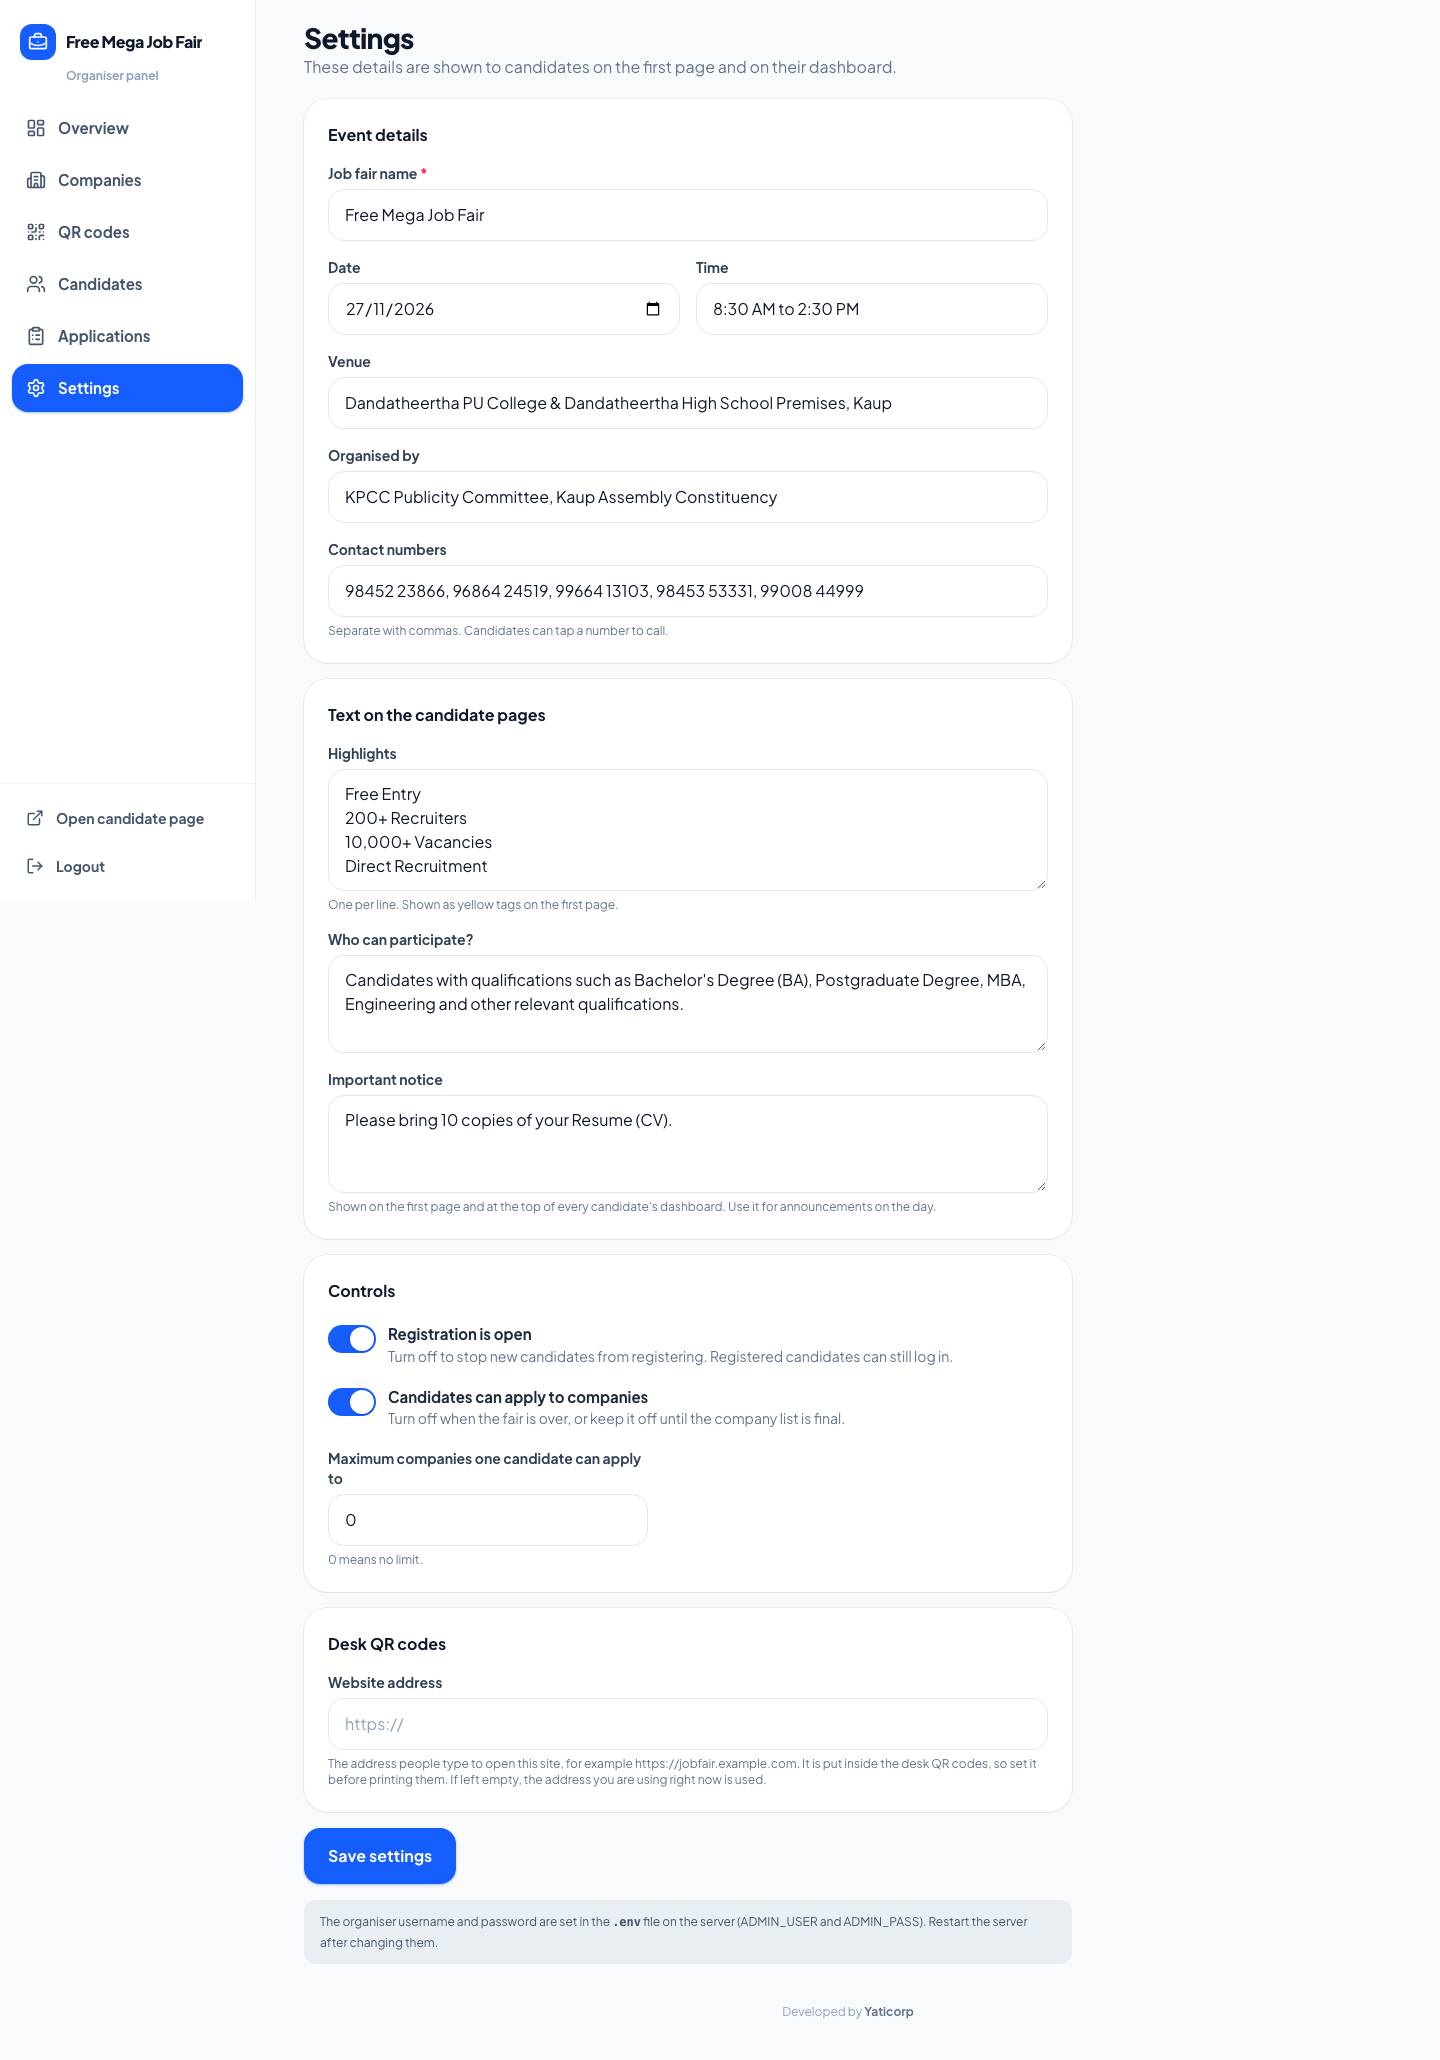 Free Mega Job Fair
Organiser panel
Overview
Companies
QR codes
Candidates
Applications
Settings
Open candidate page
Logout
Settings
These details are shown to candidates on the first page and on their dashboard.
Event details
Job fair name *
Free Mega Job Fair
Date
27/11/2026
Time
8:30 AM to 2:30 PM
Venue
Dandatheertha PU College & Dandatheertha High School Premises, Kaup
Organised by
KPCC Publicity Committee, Kaup Assembly Constituency
Contact numbers
98452 23866, 96864 24519, 99664 13103, 98453 53331, 99008 44999
Separate with commas. Candidates can tap a number to call.
Text on the candidate pages
Highlights
Free Entry
200+ Recruiters
10,000+ Vacancies
Direct Recruitment
One per line. Shown as yellow tags on the first page.
Who can participate?
Candidates with qualifications such as Bachelor's Degree (BA), Postgraduate Degree, MBA,
Engineering and other relevant qualifications.
Important notice
Please bring 10 copies of your Resume (CV).
Shown on the first page and at the top of every candidate's dashboard. Use it for announcements on the day.
Controls
Registration is open
Turn off to stop new candidates from registering. Registered candidates can still log in.
Candidates can apply to companies
Turn off when the fair is over, or keep it off until the company list is final.
Maximum companies one candidate can apply
to
0
0 means no limit.
Desk QR codes
Website address
https://
The address people type to open this site, for example https://jobfair.example.com. It is put inside the desk QR codes, so set it
before printing them. If left empty, the address you are using right now is used.
Save settings
The organiser username and password are set in the .env file on the server (ADMIN_USER and ADMIN_PASS). Restart the server
after changing them.
Developed by Yaticorp